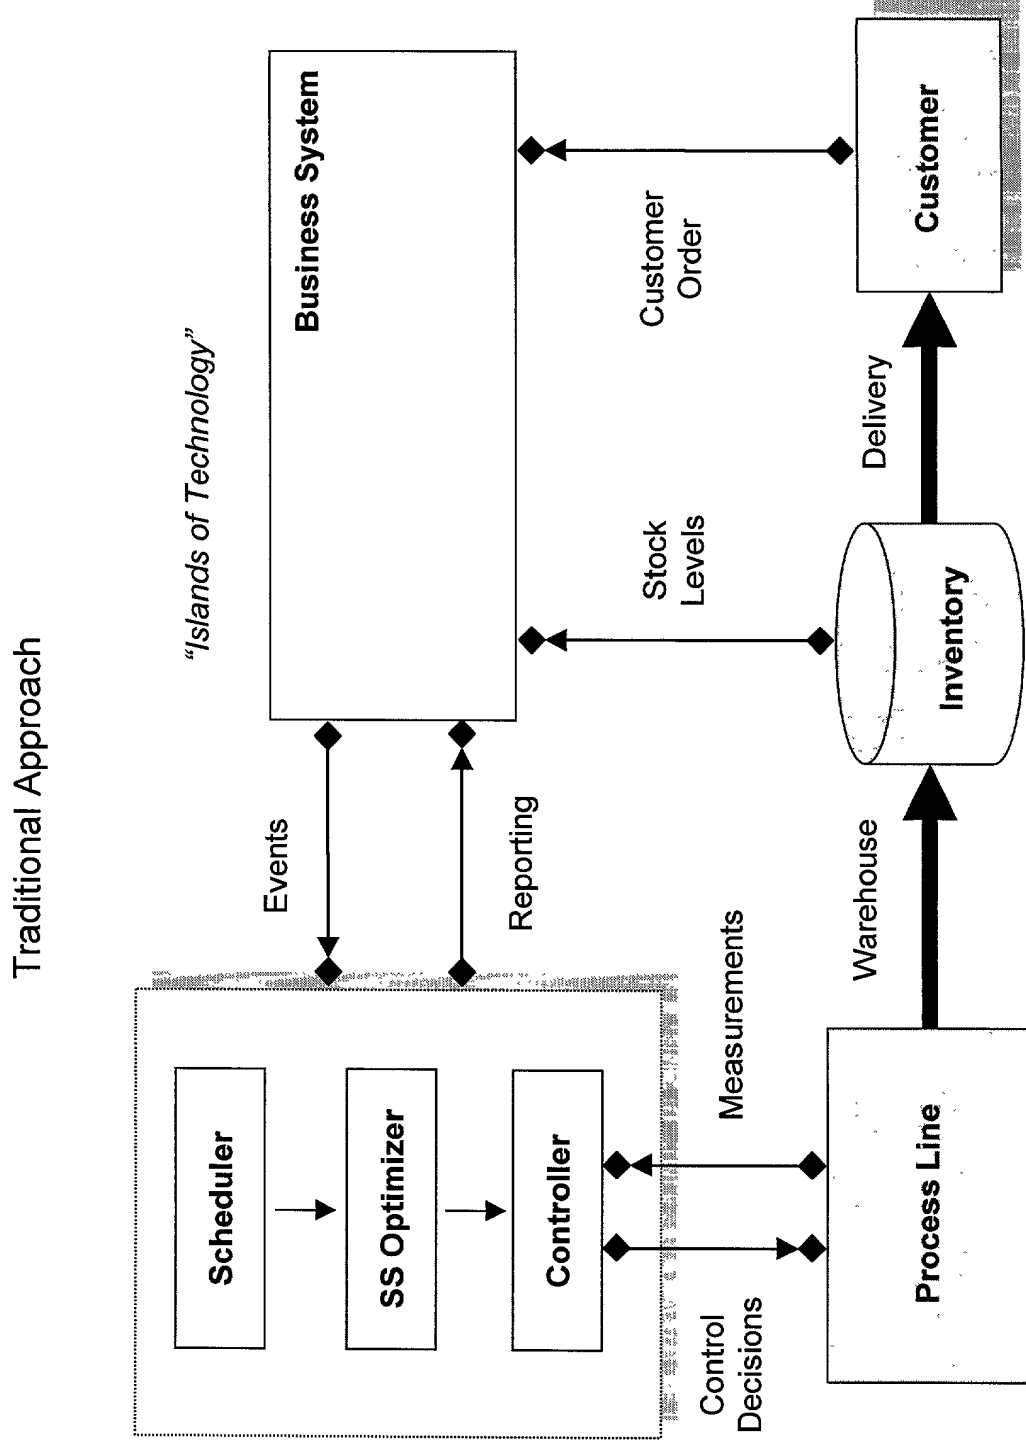 Traditional Approach
“Islands of Technology”
Scheduler
SS Optimizer
Controller
Events
Reporting
Business System
Control
Decisions
Measurements
Stock
Levels
Customer
Order
Process Line
Warehouse
Inventory
Delivery
Customer